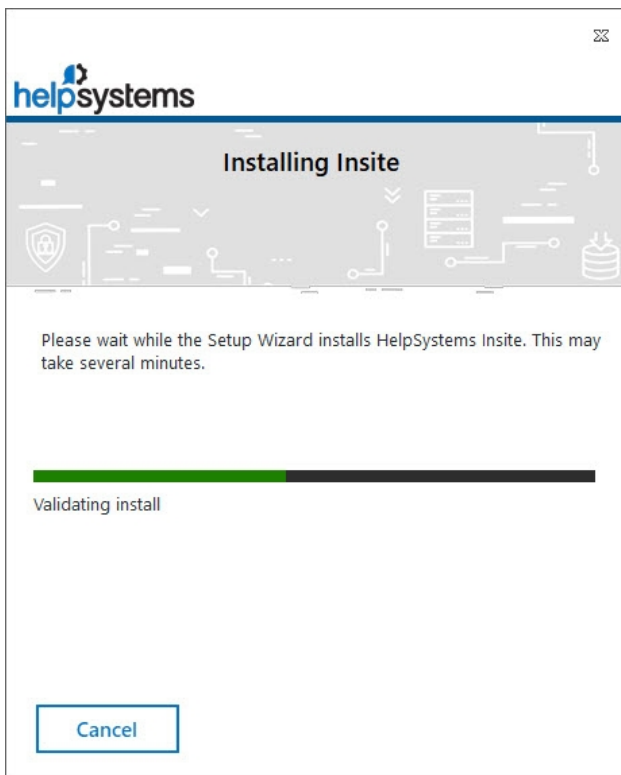 helpsystems
Installing Insite
Please wait while the Setup Wizard installs HelpSystems Insite. This may
take several minutes.
Validating install
Cancel